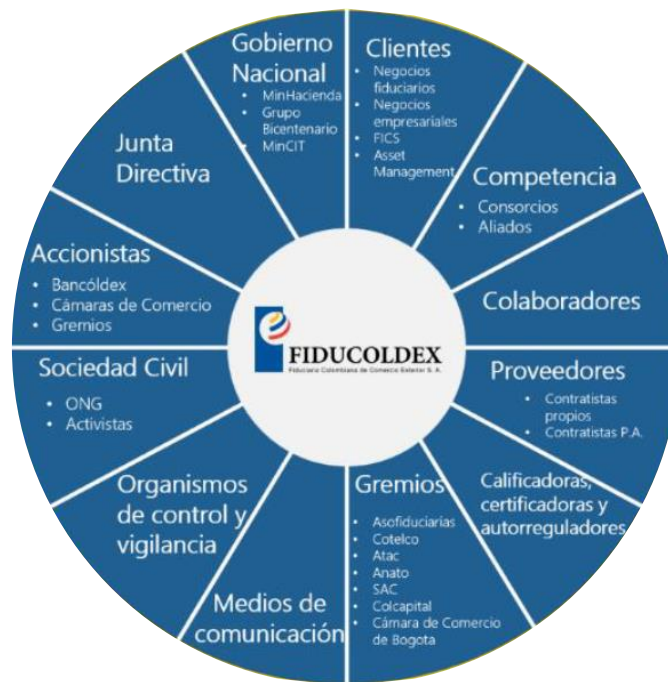 Gobierno
Nacional
• MinHacienda
• Grupo
Bicentenario
• MinCIT
Clientes
• Negocios
fiduciarios
• Negocios
empresariales
• FICS
• Asset
Management
Competencia
• Consorcios
• Aliados
Colaboradores
Proveedores
• Contratistas
propios
• Contratistas P.A.
Calificadoras,
certificadoras y
autorreguladores
Gremios
• Asofiduciarias
• Cotelco
• Atac
• Anato
• SAC
• Colcapital
• Cámara de Comercio
de Bogota
Medios de
comunicación
Organismos
de control y
vigilancia
Sociedad Civil
• ONG
• Activistas
Accionistas
• Bancóldex
• Cámaras de Comercio
• Gremios
Junta
Directiva
FIDUCOLDEX
Fiduciaria Colombiana de Comercio Exterior S. A.